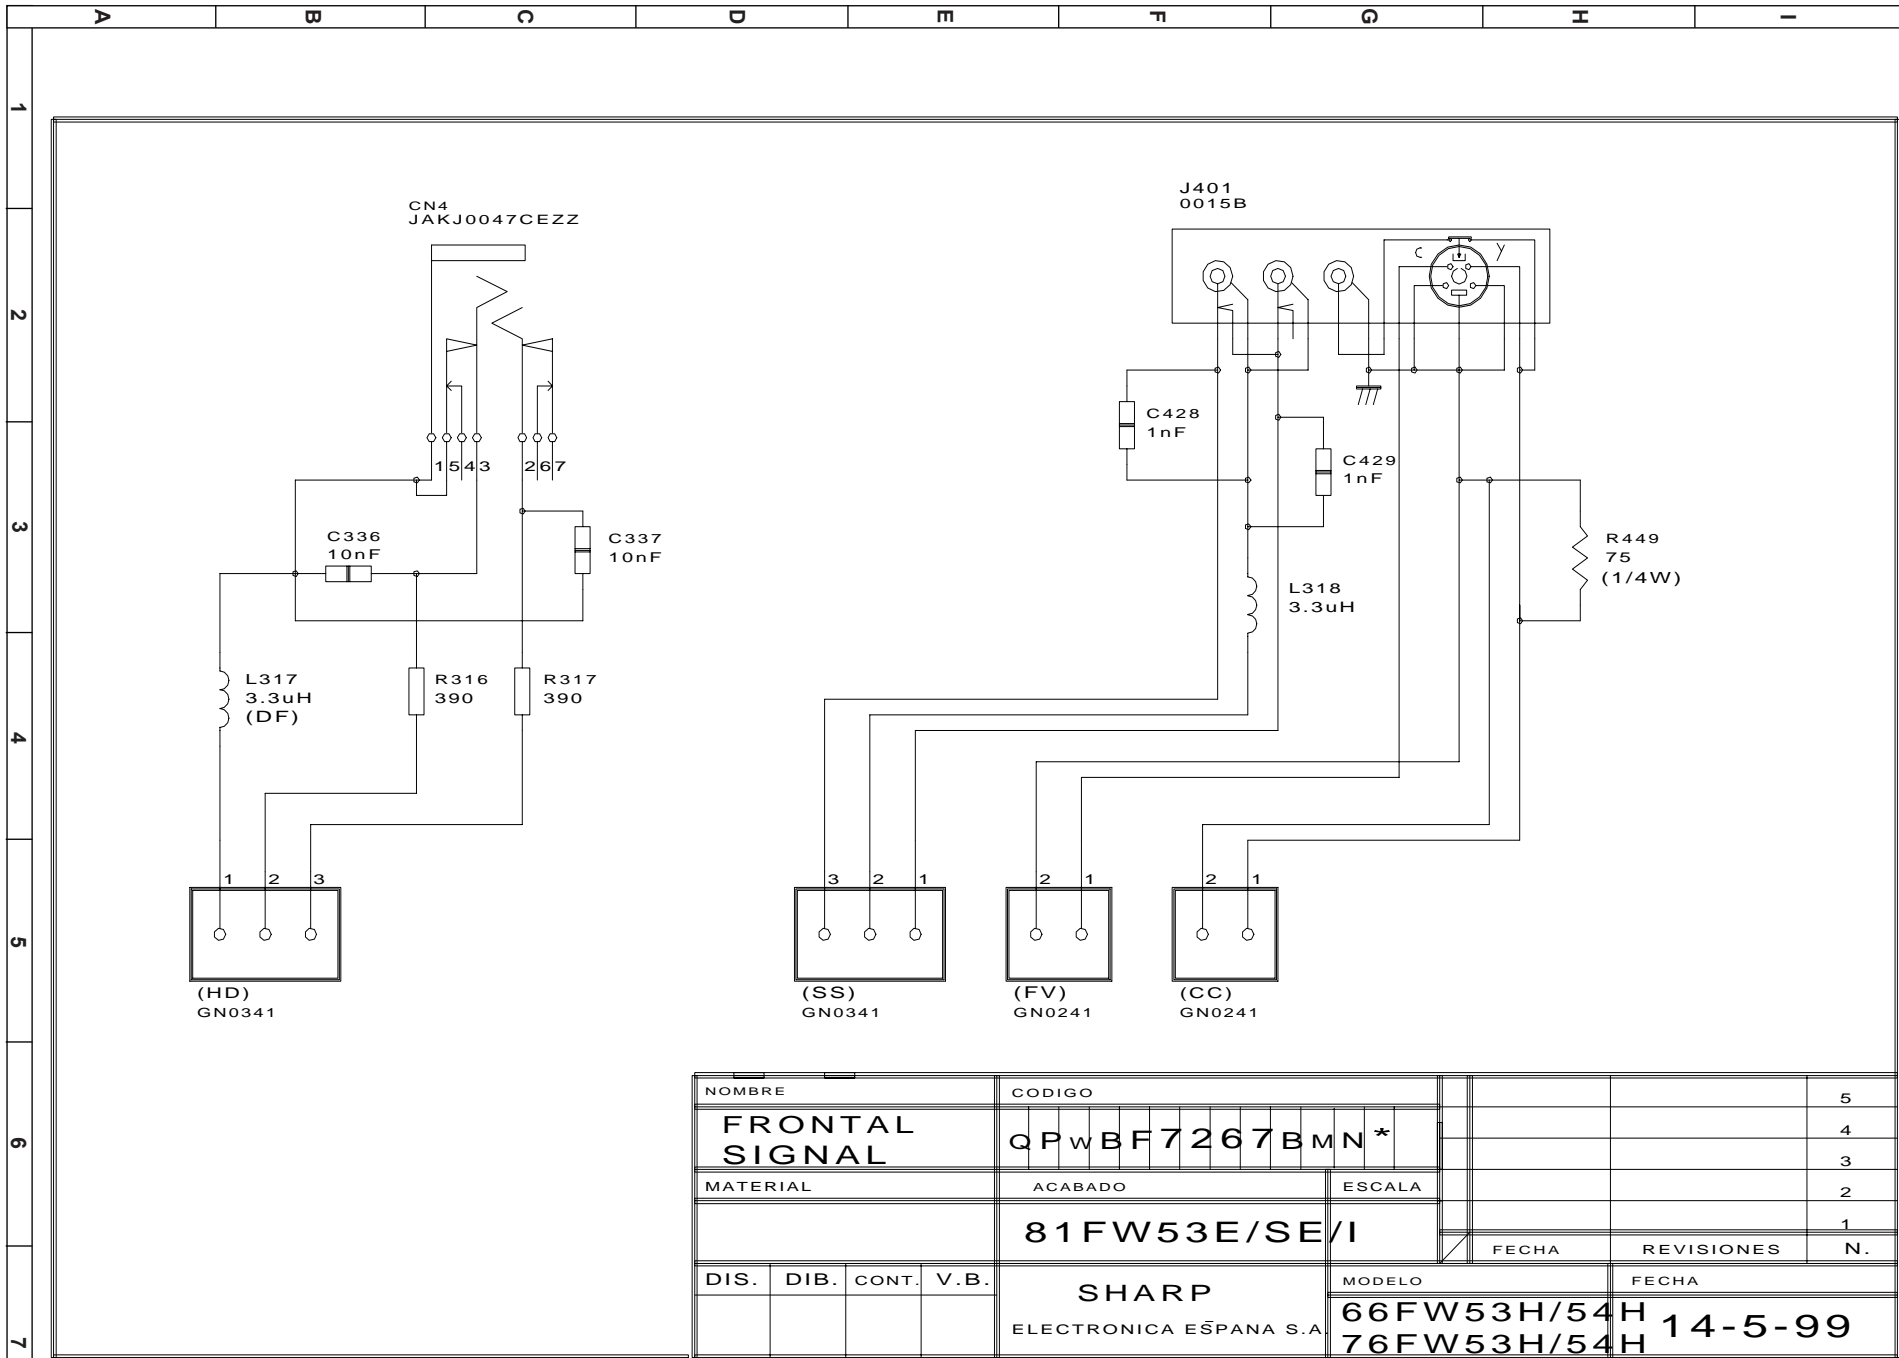 A B C D E F G H I
1
2
3
4
5
6
7
CN4
JAKJ0047CEZZ
1543 267
C336
10nF
C337
10nF
L317
3.3uH
(DF)
R316
390
R317
390
1 2 3
(HD)
GN0341
J401
0015B
C Y
C428
1nF
C429
1nF
L318
3.3uH
R449
75
(1/4W)
3 2 1
(SS)
GN0341
2 1
(FV)
GN0241
2 1
(CC)
GN0241
NOMBRE
FRONTAL
SIGNAL
CODIGO
QPWBF7267BMN*
MATERIAL
ACABADO
81FW53E/SE/I
ESCALA
5
4
3
2
1
FECHA REVISIONES N.
DIS. DIB. CONT. V.B.
SHARP
ELECTRONICA ESPANA S.A.
MODELO
66FW53H/54H
76FW53H/54H
FECHA
14-5-99